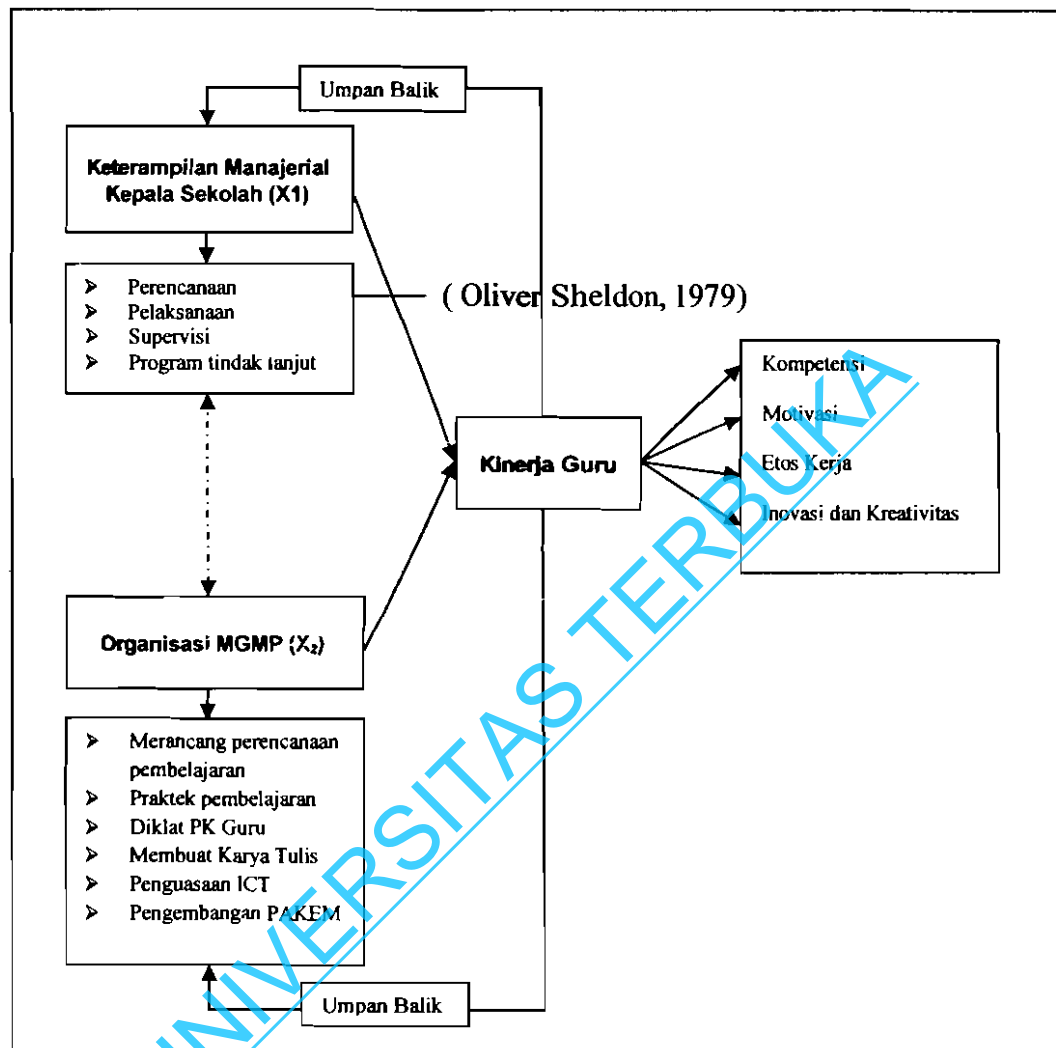 Umpan Balik
Keterampilan Manajerial
Kepala Sekolah (X1)
➢ Perencanaan
➢ Pelaksanaan
➢ Supervisi
➢ Program tindak tanjut
( Oliver Sheldon, 1979)
Kinerja Guru
Kompetensi
Motivasi
Etos Kerja
Inovasi dan Kreativitas
Organisasi MGMP (X₂)
➢ Merancang perencanaan
pembelajaran
➢ Praktek pembelajaran
➢ Diklat PK Guru
➢ Membuat Karya Tulis
➢ Penguasaan ICT
➢ Pengembangan PAKEM
Umpan Balik
UNIVERSITAS TERBUKA